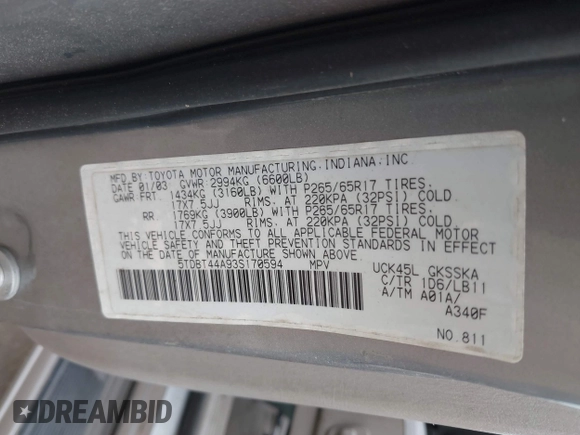 MFD BY: TOYOTA MOTOR MANUFACTURING, INDIANA, INC
DATE 01/03 GVWR 2994KG (6600LB)
GAWR FRT. 1434KG (3160LB) WITH P265/65R17 TIRES.
17X7 5JJ RIMS. AT 220KPA (32PSI) COLD
RR 1769KG (3900LB) WITH P265/65R17 TIRES.
17X7 5JJ RIMS. AT 220KPA (32PSI) COLD
THIS VEHICLE CONFORMS TO ALL APPLICABLE FEDERAL MOTOR
VEHICLE SAFETY AND THEFT PREVENTION STANDARDS IN EFFECT
ON THE DATE OF MANUFACTURE SHOWN ABOVE.
5TDBT44A93S170594 MPV
UCK45L GKSSKA
C/TR 1D6/LB11
A/TM A01A/
A340F
NO.811
DREAMBID